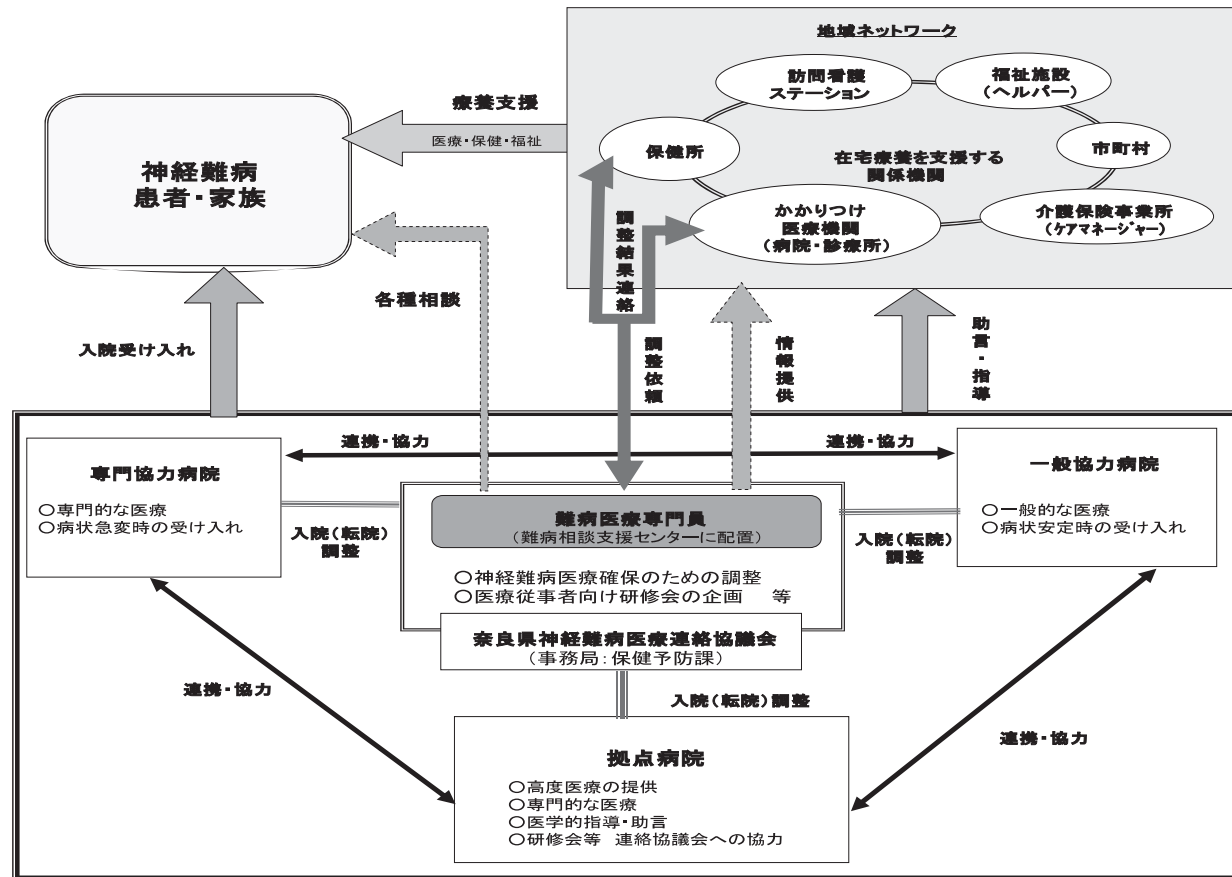 地域ネットワーク
訪問看護
ステーション
福祉施設
(ヘルパー)
療養支援
医療・保健・福祉
保健所
市町村
在宅療養を支援する
関係機関
神経難病
患者・家族
かかりつけ
医療機関
(病院・診療所)
介護保険事業所
(ケアマネージャー)
調整結果連絡
各種相談
入院受け入れ
調整依頼
情報提供
助言・指導
連携・協力
連携・協力
専門協力病院
○専門的な医療
○病状急変時の受け入れ
一般協力病院
○一般的な医療
○病状安定時の受け入れ
難病医療専門員
(難病相談支援センターに配置)
入院(転院)
調整
入院(転院)
調整
○神経難病医療確保のための調整
○医療従事者向け研修会の企画 等
奈良県神経難病医療連絡協議会
(事務局:保健予防課)
連携・協力
入院(転院)調整
連携・協力
拠点病院
○高度医療の提供
○専門的な医療
○医学的指導・助言
○研修会等 連絡協議会への協力